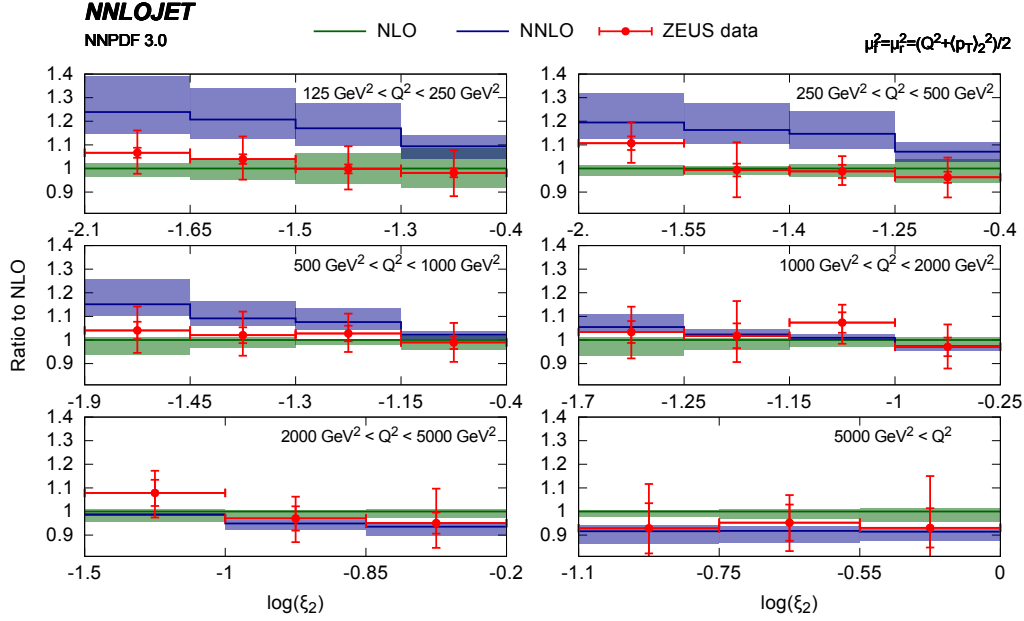 NNLOJET
NNPDF 3.0
NLO
NNLO
ZEUS data
μf²=μr²=(Q²+⟨pT⟩2²)/2
Ratio to NLO
125 GeV² < Q² < 250 GeV²
1.4
1.3
1.2
1.1
1
0.9
-2.1 -1.65 -1.5 -1.3 -0.4
250 GeV² < Q² < 500 GeV²
1.4
1.3
1.2
1.1
1
0.9
-2 -1.55 -1.4 -1.25 -0.4
500 GeV² < Q² < 1000 GeV²
1.4
1.3
1.2
1.1
1
0.9
-1.9 -1.45 -1.3 -1.15 -0.4
1000 GeV² < Q² < 2000 GeV²
1.4
1.3
1.2
1.1
1
0.9
-1.7 -1.25 -1.15 -1 -0.25
2000 GeV² < Q² < 5000 GeV²
1.4
1.3
1.2
1.1
1
0.9
-1.5 -1 -0.85 -0.2
log(ξ₂)
5000 GeV² < Q²
1.4
1.3
1.2
1.1
1
0.9
-1.1 -0.75 -0.55 0
log(ξ₂)